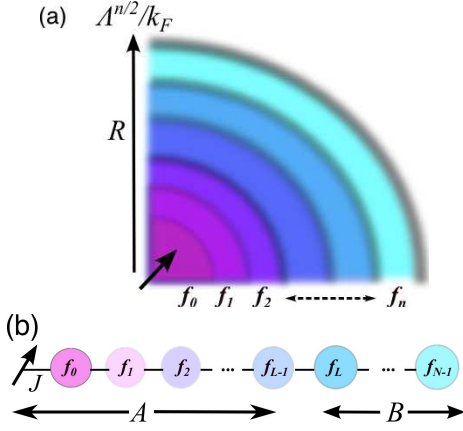 (a) Λ^{n/2}/k_F
R
f_0 f_1 f_2 f_n
(b)
J f_0 f_1 f_2 ... f_{L-1} f_L ... f_{N-1}
A B